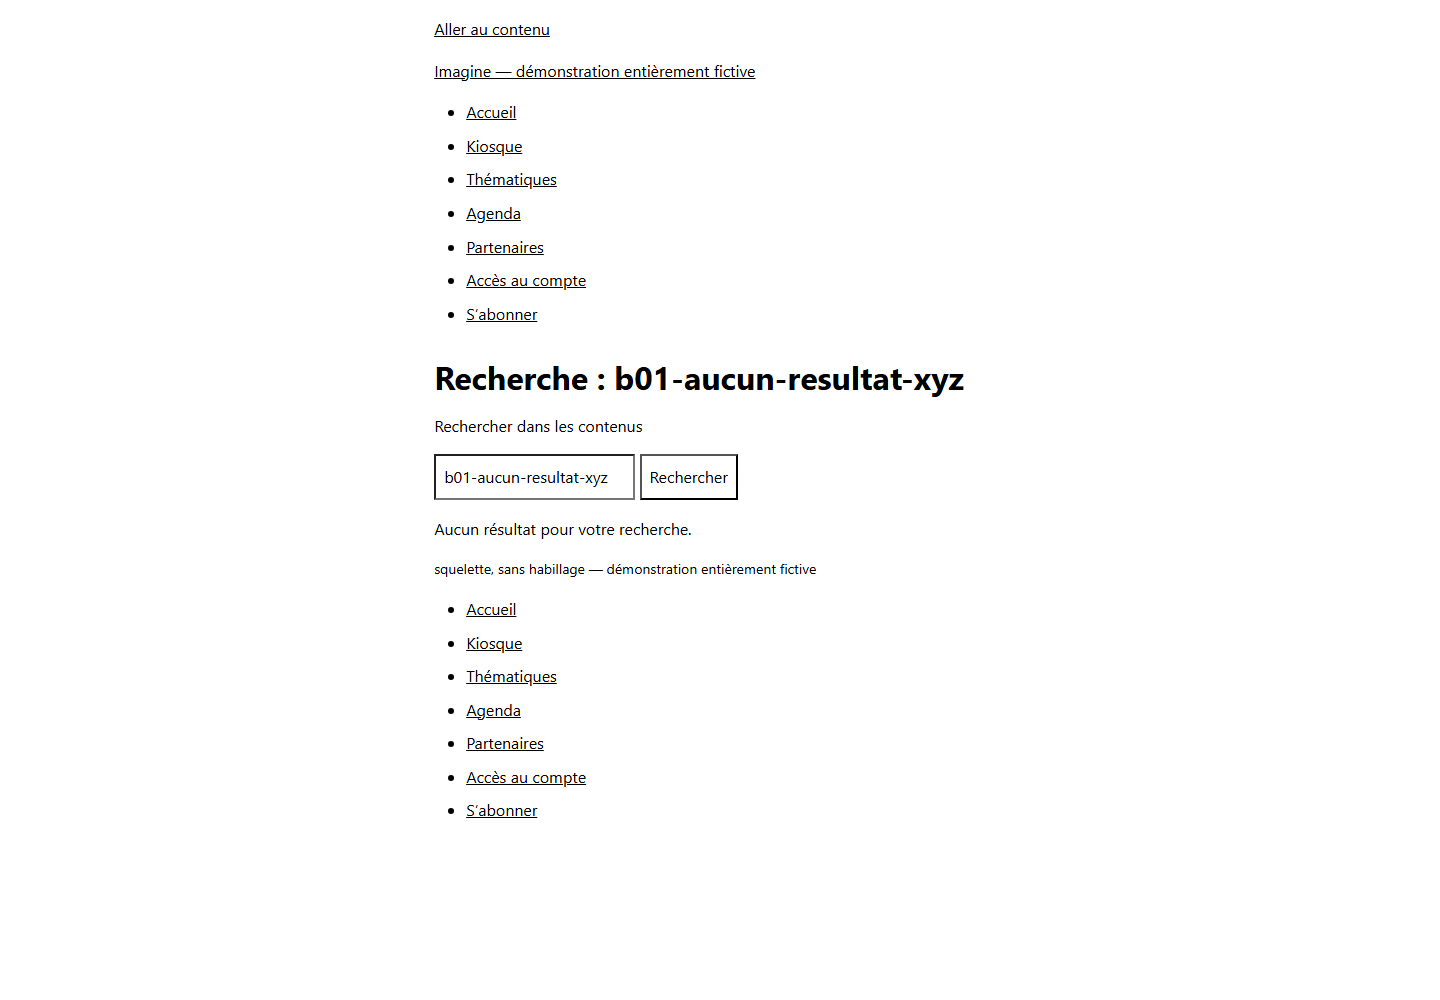 Aller au contenu
Imagine — démonstration entièrement fictive
Accueil
Kiosque
Thématiques
Agenda
Partenaires
Accès au compte
S'abonner
Recherche : b01-aucun-resultat-xyz
Rechercher dans les contenus
b01-aucun-resultat-xyz Rechercher
Aucun résultat pour votre recherche.
squelette, sans habillage — démonstration entièrement fictive
Accueil
Kiosque
Thématiques
Agenda
Partenaires
Accès au compte
S'abonner